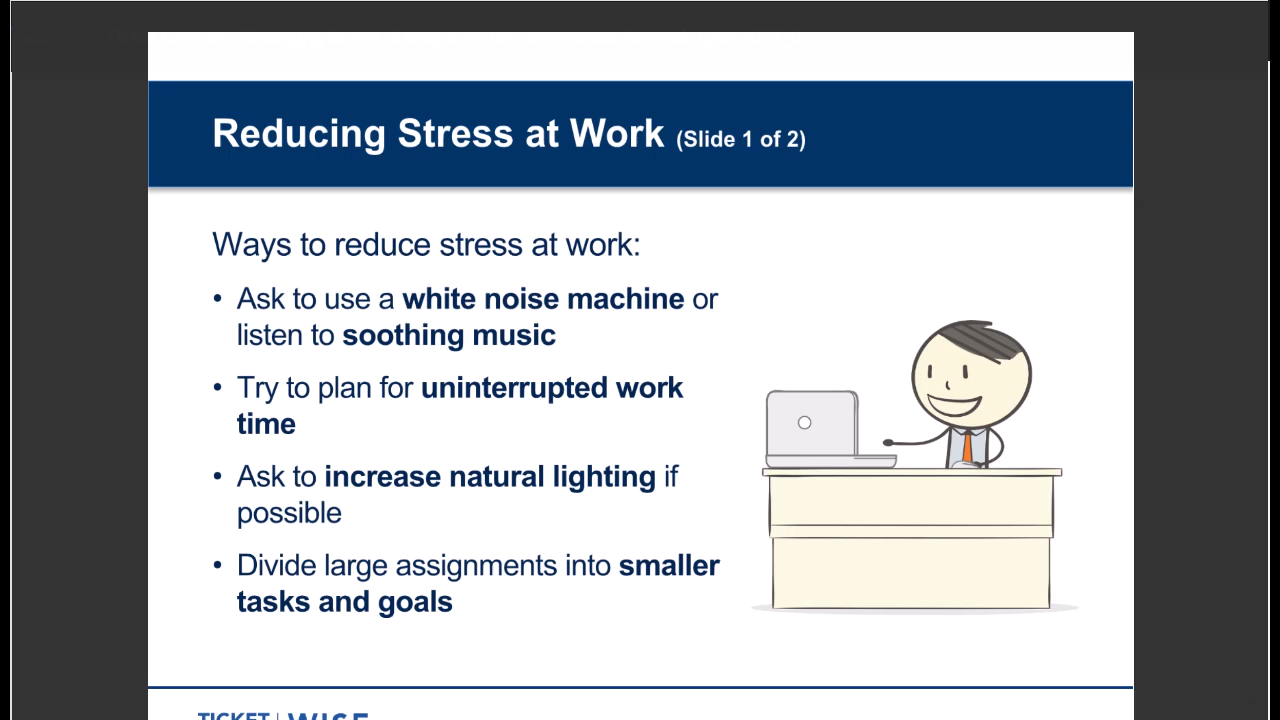 Reducing Stress at Work (Slide 1 of 2)
Ways to reduce stress at work:
• Ask to use a white noise machine or
listen to soothing music
• Try to plan for uninterrupted work
time
• Ask to increase natural lighting if
possible
• Divide large assignments into smaller
tasks and goals
TICKET | WISE